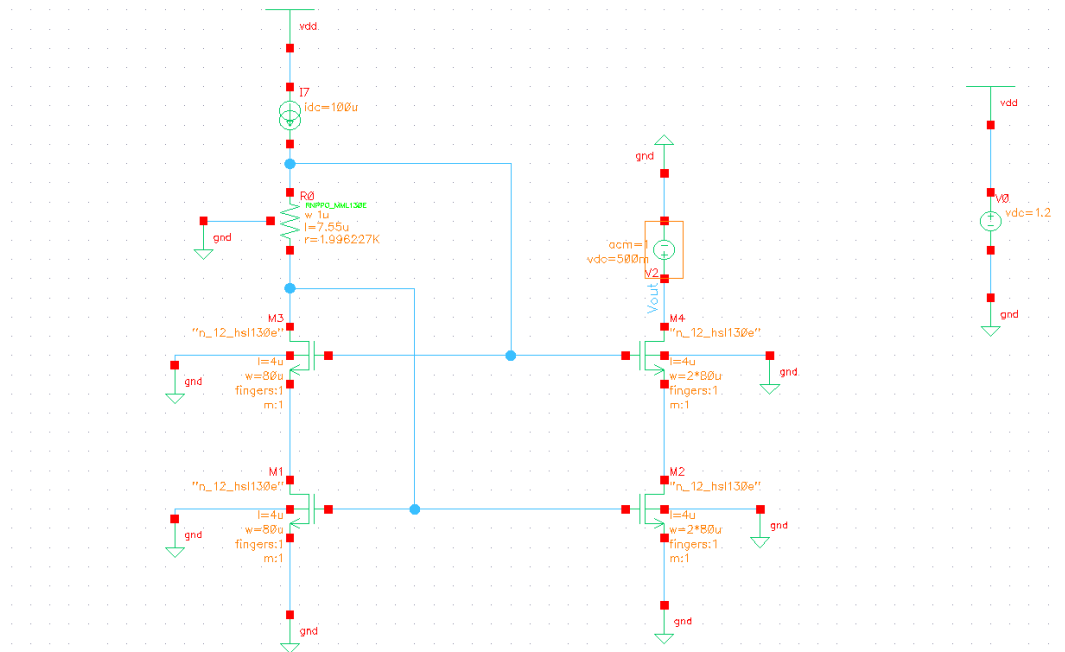 vdd
I7
idc=100u
vdd
gnd
R0
RNPPO_MML130E
w 1u
l=7.55u
r=1.996227K
gnd
V0
vdc=1.2
acm=1
vdc=500m
V2
Vout
gnd
M3
"n_12_hsl130e"
l=4u
w=80u
fingers:1
m:1
gnd
M4
"n_12_hsl130e"
l=4u
w=2*80u
fingers:1
m:1
gnd
M1
"n_12_hsl130e"
l=4u
w=80u
fingers:1
m:1
gnd
M2
"n_12_hsl130e"
l=4u
w=2*80u
fingers:1
m:1
gnd
gnd
gnd